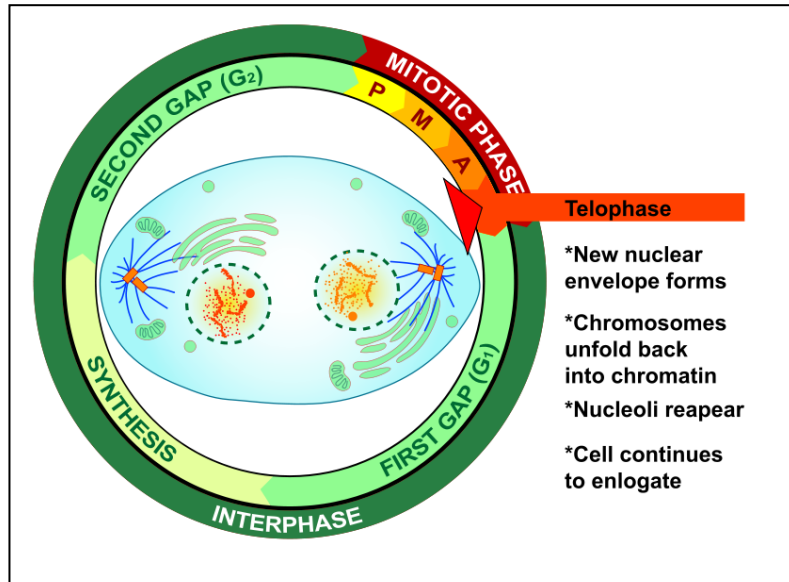 SECOND GAP (G₂)
MITOTIC PHASE
P
M
A
Telophase
*New nuclear
envelope forms
*Chromosomes
unfold back
into chromatin
*Nucleoli reapear
*Cell continues
to enlogate
FIRST GAP (G₁)
SYNTHESIS
INTERPHASE